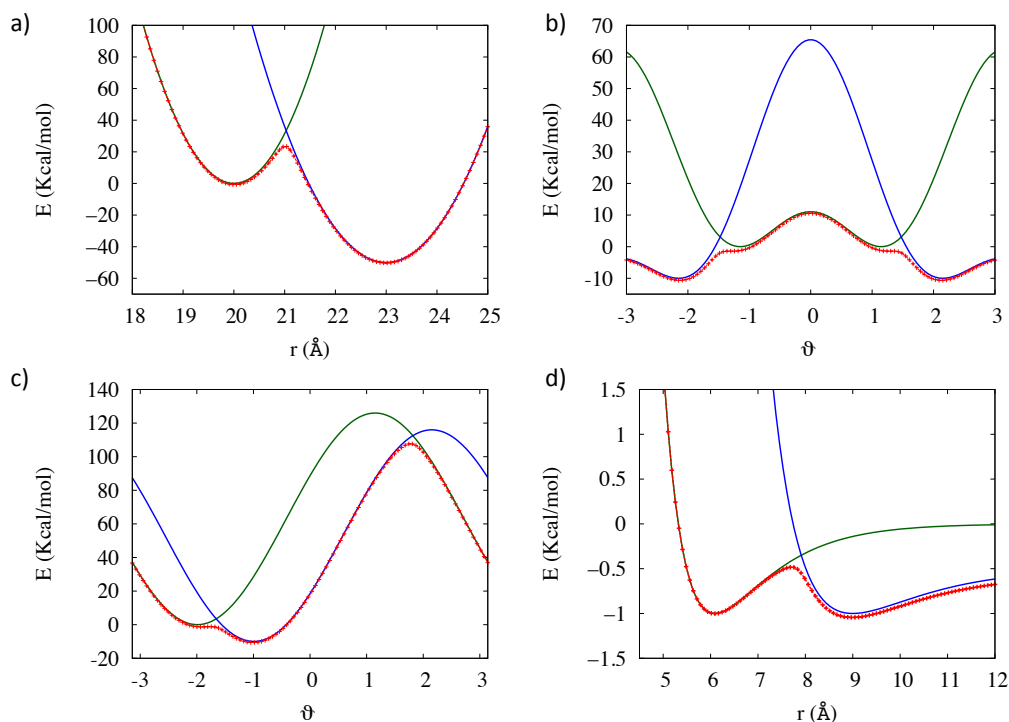 a)
100
80
60
40
20
0
−20
−40
−60
E (Kcal/mol)
18 19 20 21 22 23 24 25
r (Å)
b)
70
60
50
40
30
20
10
0
-10
E (Kcal/mol)
-3 -2 -1 0 1 2 3
ϑ
c)
140
120
100
80
60
40
20
0
-20
E (Kcal/mol)
-3 -2 -1 0 1 2 3
ϑ
d)
1.5
1
0.5
0
−0.5
−1
−1.5
E (Kcal/mol)
5 6 7 8 9 10 11 12
r (Å)